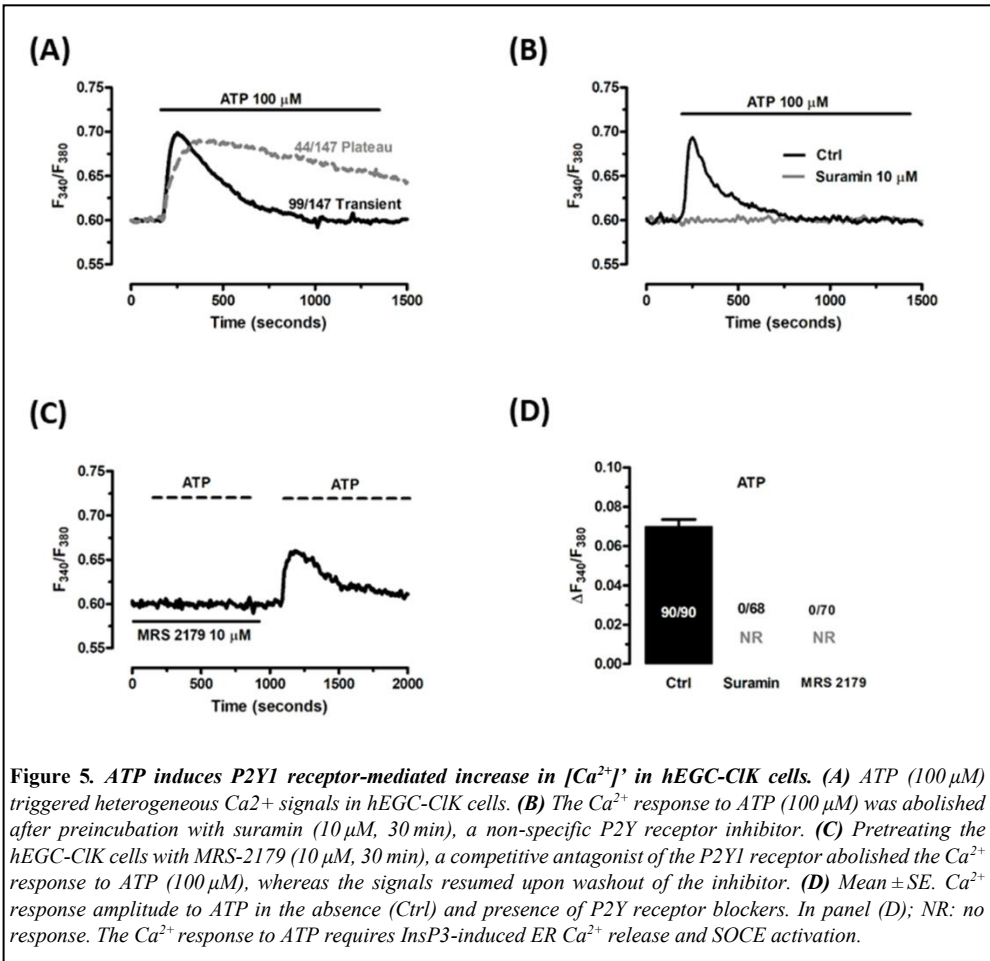 (A)
0.75
0.70
0.65
0.60
0.55
F340/F380
ATP 100 µM
44/147 Plateau
99/147 Transient
0 500 1000 1500
Time (seconds)
(B)
0.75
0.70
0.65
0.60
0.55
F340/F380
ATP 100 µM
Ctrl
Suramin 10 µM
0 500 1000 1500
Time (seconds)
(C)
0.75
0.70
0.65
0.60
0.55
F340/F380
ATP ATP
MRS 2179 10 µM
0 500 1000 1500 2000
Time (seconds)
(D)
0.10
0.08
0.06
0.04
0.02
0.00
ΔF340/F380
ATP
90/90 0/68 0/70
NR NR
Ctrl Suramin MRS 2179
Figure 5. ATP induces P2Y1 receptor-mediated increase in [Ca²⁺]' in hEGC-ClK cells. (A) ATP (100 µM)
triggered heterogeneous Ca2+ signals in hEGC-ClK cells. (B) The Ca²⁺ response to ATP (100 µM) was abolished
after preincubation with suramin (10 µM, 30 min), a non-specific P2Y receptor inhibitor. (C) Pretreating the
hEGC-ClK cells with MRS-2179 (10 µM, 30 min), a competitive antagonist of the P2Y1 receptor abolished the Ca²⁺
response to ATP (100 µM), whereas the signals resumed upon washout of the inhibitor. (D) Mean ± SE. Ca²⁺
response amplitude to ATP in the absence (Ctrl) and presence of P2Y receptor blockers. In panel (D); NR: no
response. The Ca²⁺ response to ATP requires InsP3-induced ER Ca²⁺ release and SOCE activation.